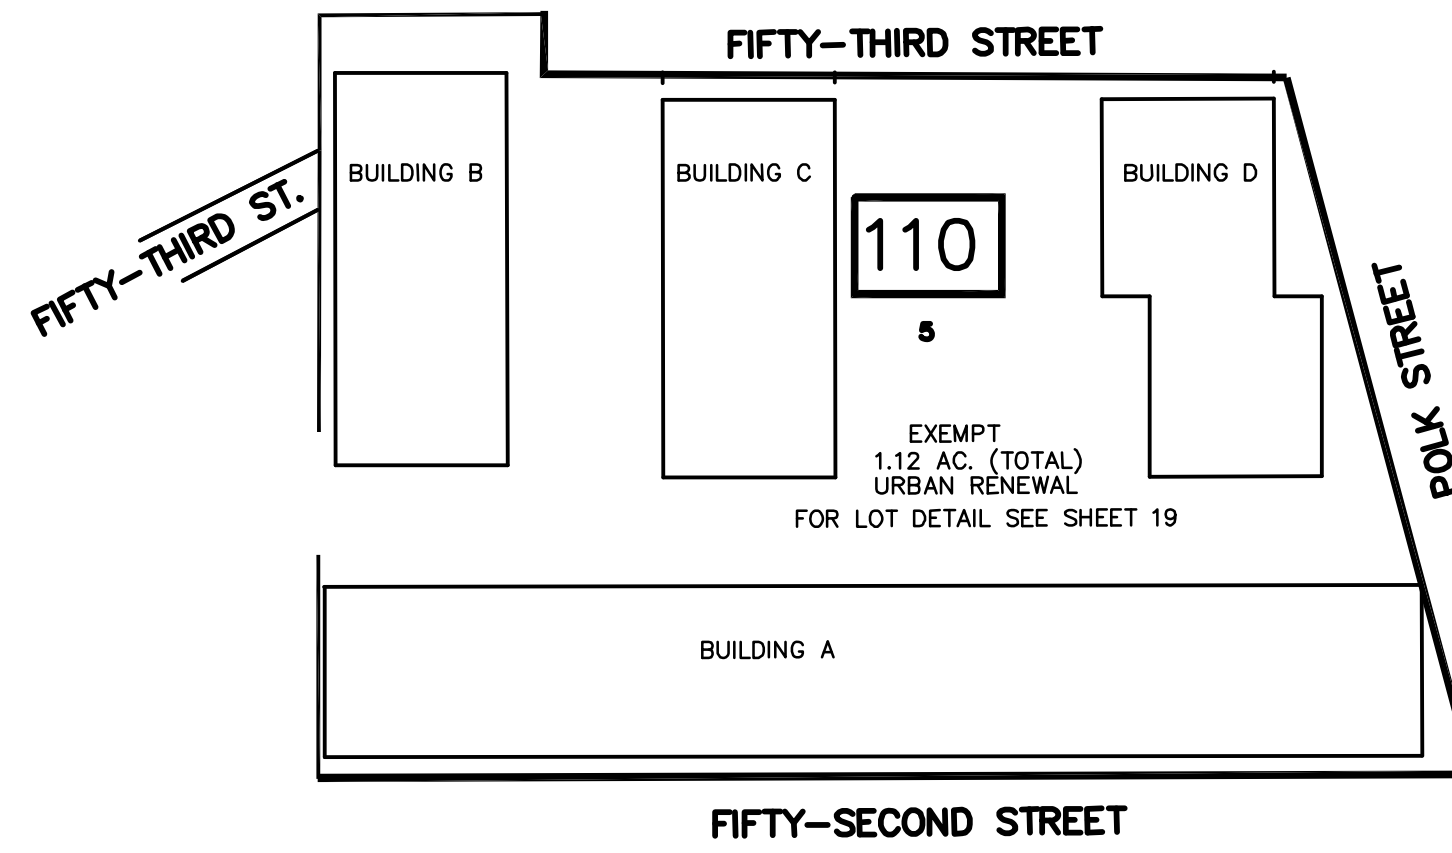 FIFTY-THIRD STREET
BUILDING B
BUILDING C
BUILDING D
FIFTY-THIRD ST.
110
5
POLK STREET
EXEMPT
1.12 AC. (TOTAL)
URBAN RENEWAL
FOR LOT DETAIL SEE SHEET 19
BUILDING A
FIFTY-SECOND STREET